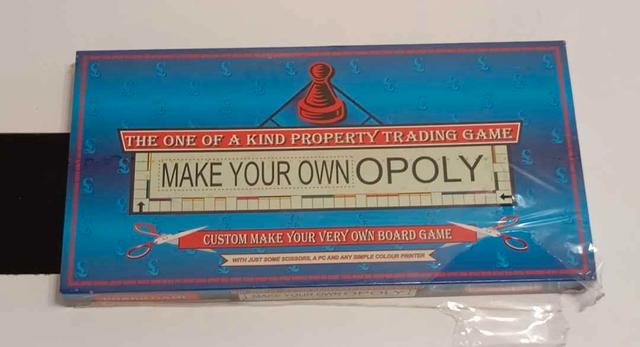 THE ONE OF A KIND PROPERTY TRADING GAME
MAKE YOUR OWN OPOLY
CUSTOM MAKE YOUR VERY OWN BOARD GAME
WITH JUST SOME SCISSORS, A PC AND ANY SIMPLE COLOUR PRINTER
MAKE YOUR OWN OPOLY